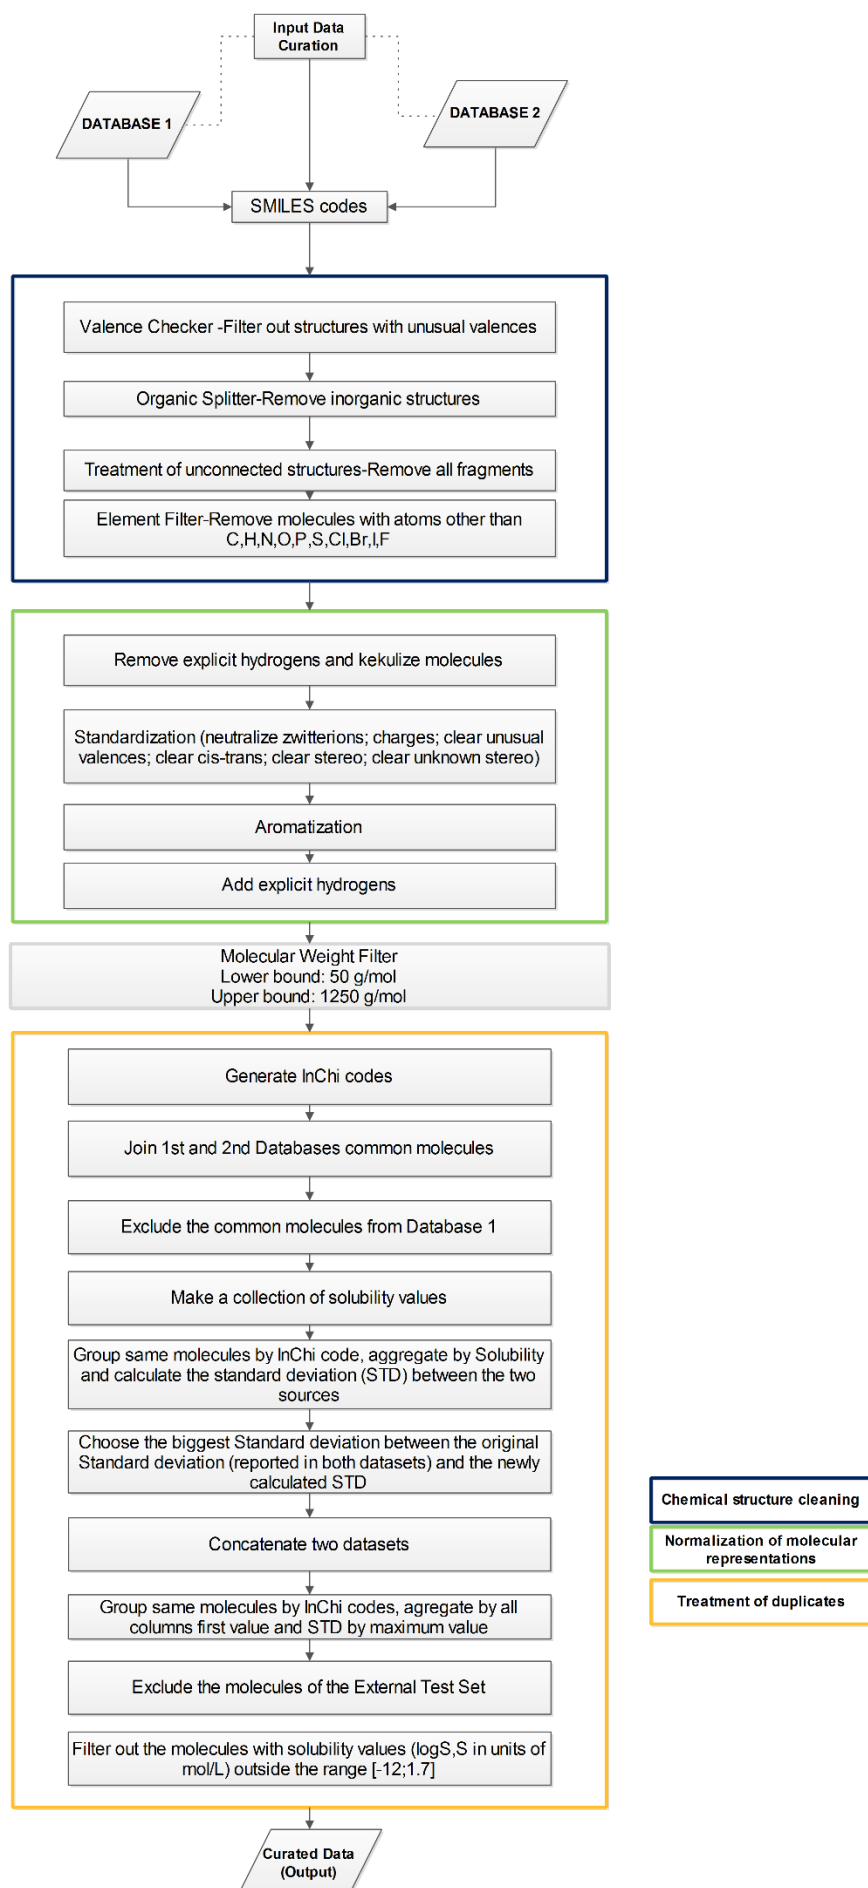 Input Data
Curation
DATABASE 1
DATABASE 2
SMILES codes
Valence Checker -Filter out structures with unusual valences
Organic Splitter-Remove inorganic structures
Treatment of unconnected structures-Remove all fragments
Element Filter-Remove molecules with atoms other than
C,H,N,O,P,S,Cl,Br,I,F
Remove explicit hydrogens and kekulize molecules
Standardization (neutralize zwitterions; charges; clear unusual
valences; clear cis-trans; clear stereo; clear unknown stereo)
Aromatization
Add explicit hydrogens
Molecular Weight Filter
Lower bound: 50 g/mol
Upper bound: 1250 g/mol
Generate InChi codes
Join 1st and 2nd Databases common molecules
Exclude the common molecules from Database 1
Make a collection of solubility values
Group same molecules by InChi code, aggregate by Solubility
and calculate the standard deviation (STD) between the two
sources
Choose the biggest Standard deviation between the original
Standard deviation (reported in both datasets) and the newly
calculated STD
Concatenate two datasets
Group same molecules by InChi codes, agregate by all
columns first value and STD by maximum value
Exclude the molecules of the External Test Set
Filter out the molecules with solubility values (logS,S in units of
mol/L) outside the range [-12;1.7]
Curated Data
(Output)
Chemical structure cleaning
Normalization of molecular
representations
Treatment of duplicates